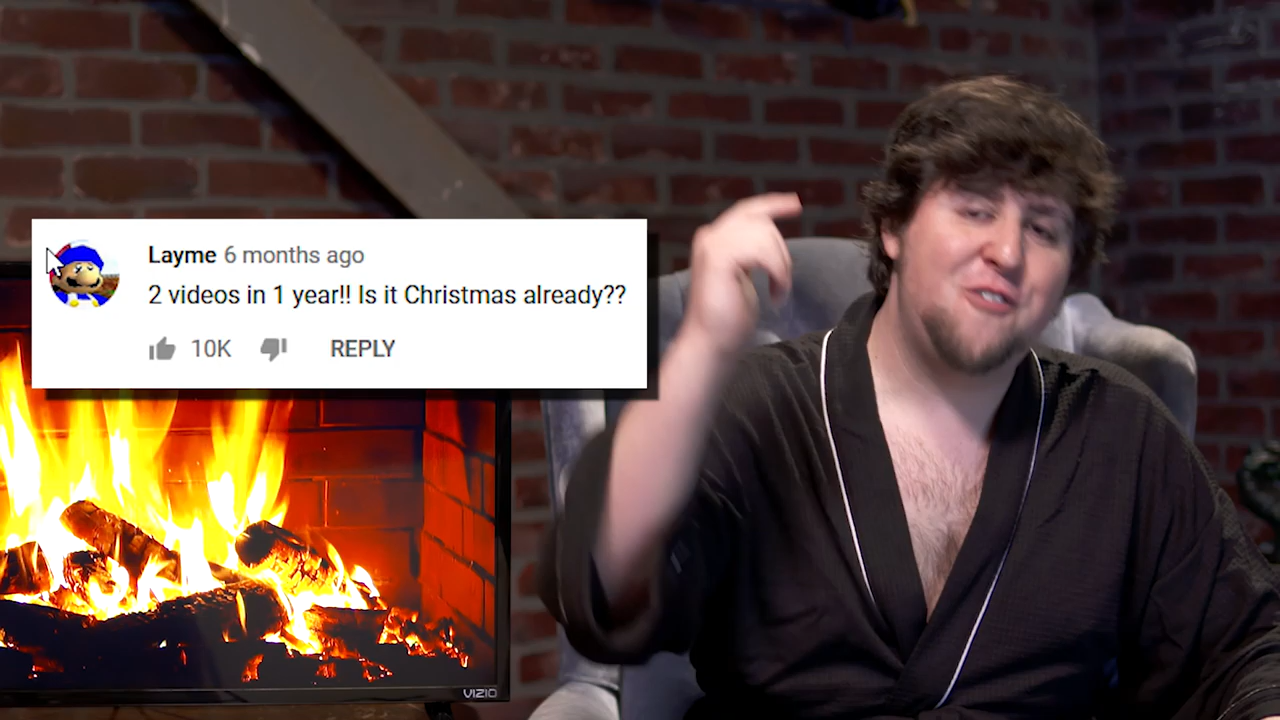 Layme 6 months ago
2 videos in 1 year!! Is it Christmas already??
10K REPLY
VIZIO